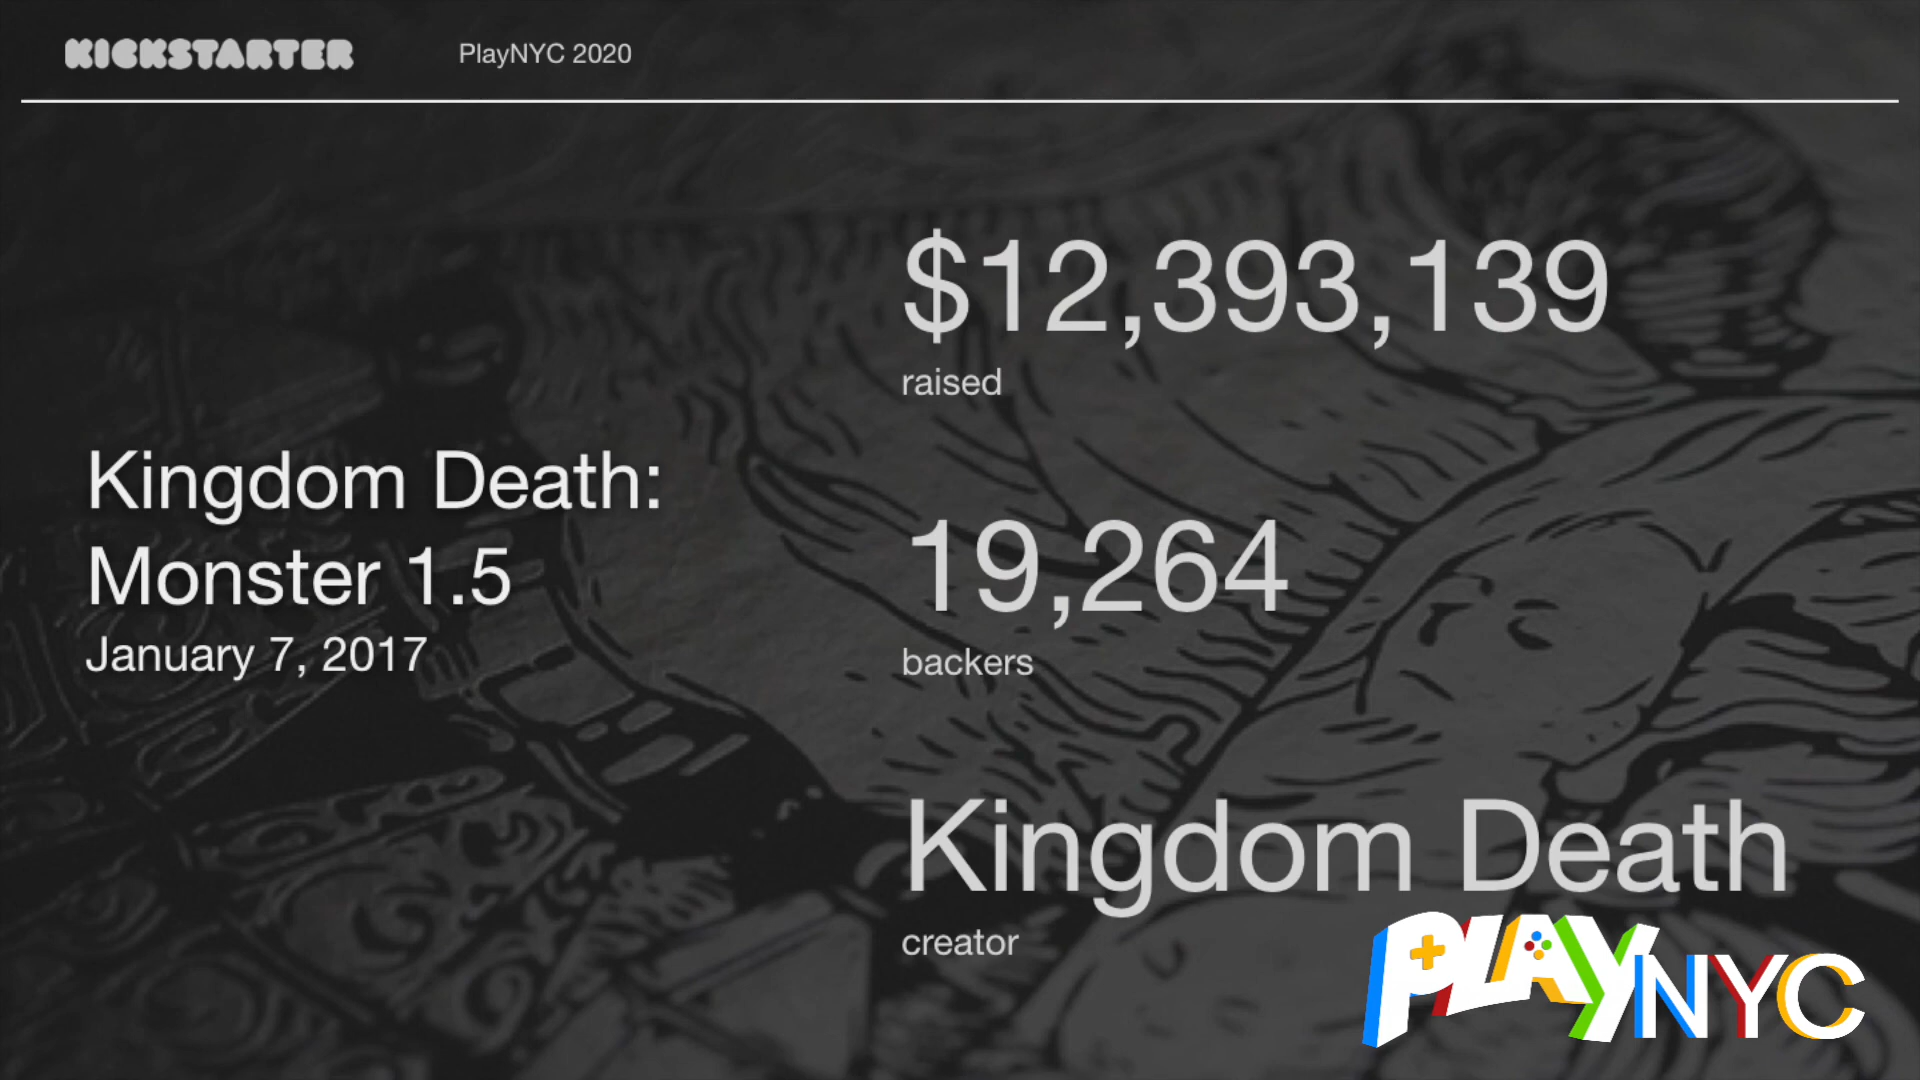 KICKSTARTER
PlayNYC 2020
Kingdom Death:
Monster 1.5
January 7, 2017
$12,393,139
raised
19,264
backers
Kingdom Death
creator
PLAYNYC